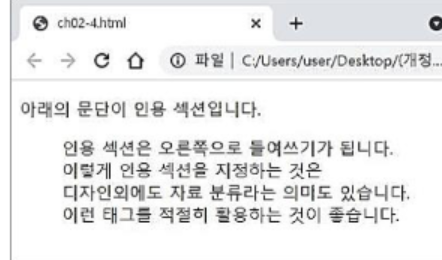 ch02-4.html
파일 | C:/Users/user/Desktop/(개정...
아래의 문단이 인용 섹션입니다.
인용 섹션은 오른쪽으로 들여쓰기가 됩니다.
이렇게 인용 섹션을 지정하는 것은
디자인외에도 자료 분류라는 의미도 있습니다.
이런 태그를 적절히 활용하는 것이 좋습니다.